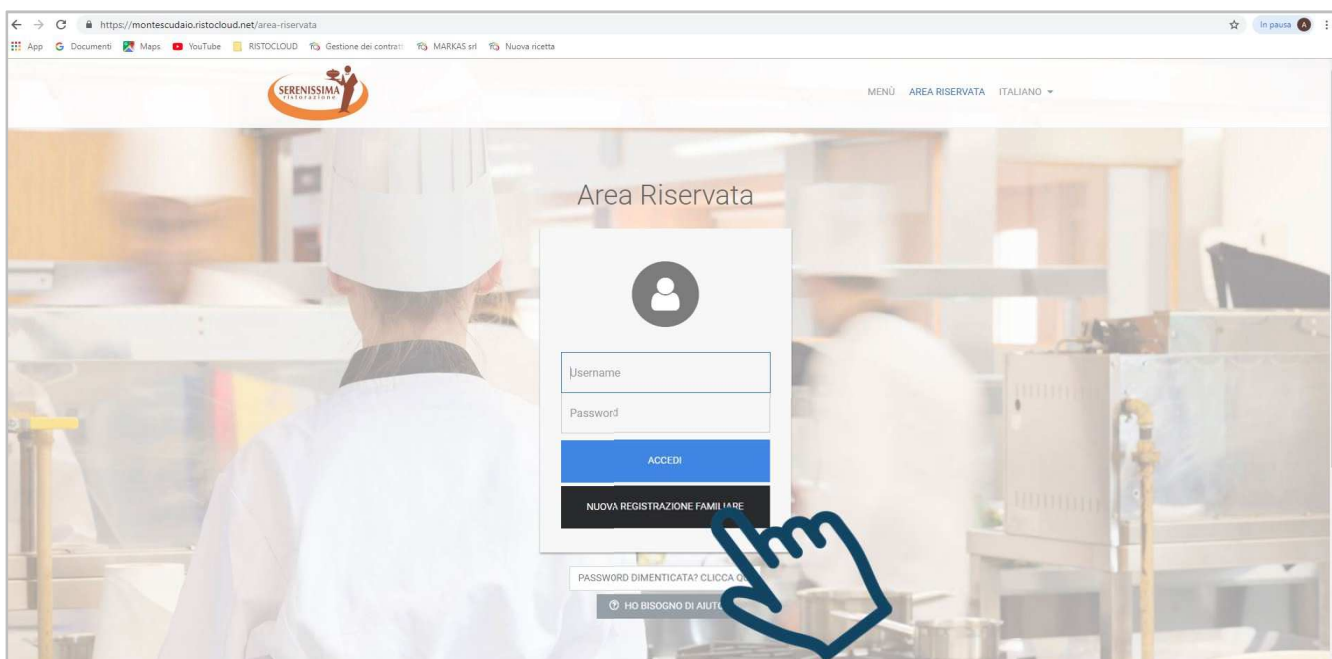 https://montescudaio.ristocloud.net/area-riservata
In pausa A
App Documenti Maps YouTube RISTOCLOUD Gestione dei contratt MARKAS srl Nuova ricetta
SERENISSIMA
ristorazione
MENÙ AREA RISERVATA ITALIANO
Area Riservata
Username
Password
ACCEDI
NUOVA REGISTRAZIONE FAMILIARE
PASSWORD DIMENTICATA? CLICCA QU
HO BISOGNO DI AIUTO